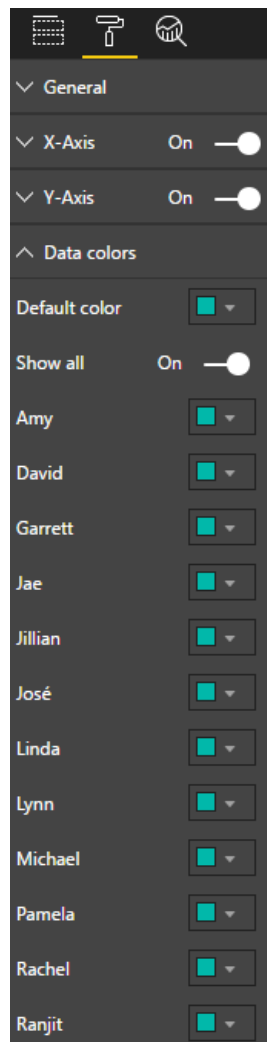 General
X-Axis On
Y-Axis On
Data colors
Default color
Show all On
Amy
David
Garrett
Jae
Jillian
José
Linda
Lynn
Michael
Pamela
Rachel
Ranjit